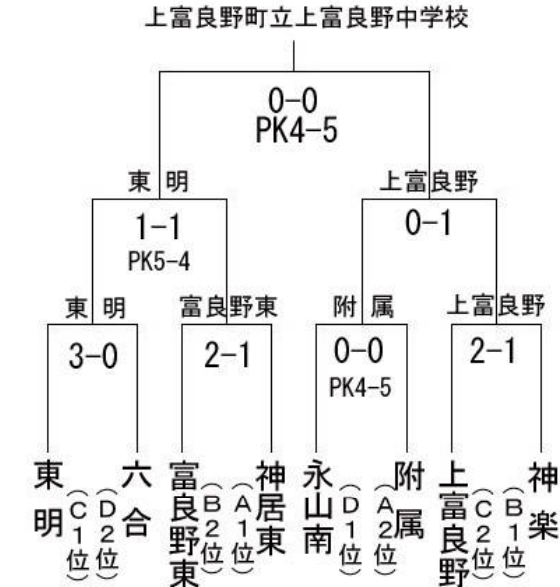 上富良野町立上富良野中学校
0-0
PK4-5
東明
上富良野
1-1
PK5-4
0-1
東明
富良野東
附属
上富良野
3-0
2-1
0-0
PK4-5
2-1
東明
(C1位)
(D2位)
六合
富良野東
(B2位)
(A1位)
神居東
永山南
(D1位)
(A2位)
附属
上富良野
(C2位)
(B1位)
神楽